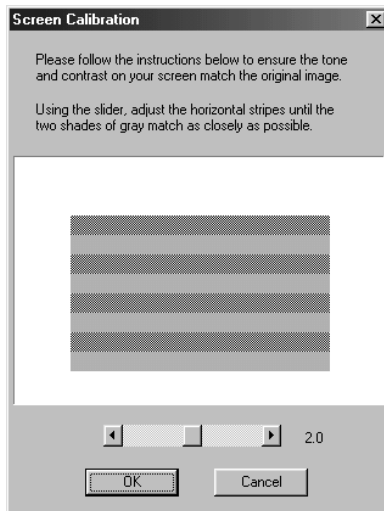 Screen Calibration
Please follow the instructions below to ensure the tone
and contrast on your screen match the original image.
Using the slider, adjust the horizontal stripes until the
two shades of gray match as closely as possible.
2.0
OK
Cancel